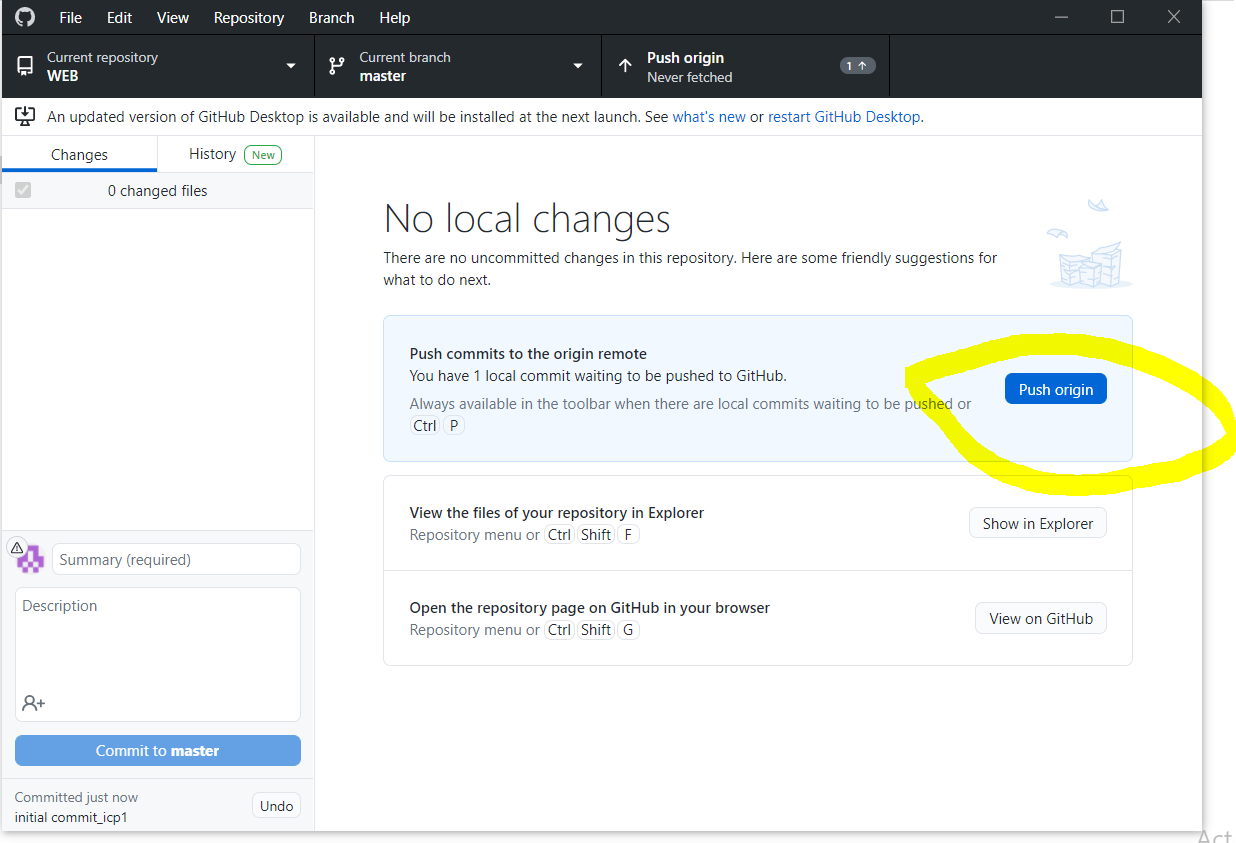 File Edit View Repository Branch Help
Current repository
WEB
Current branch
master
Push origin
Never fetched
1
An updated version of GitHub Desktop is available and will be installed at the next launch. See what's new or restart GitHub Desktop.
Changes
History New
0 changed files
No local changes
There are no uncommitted changes in this repository. Here are some friendly suggestions for
what to do next.
Push commits to the origin remote
You have 1 local commit waiting to be pushed to GitHub.
Always available in the toolbar when there are local commits waiting to be pushed or
Ctrl P
Push origin
View the files of your repository in Explorer
Repository menu or Ctrl Shift F
Show in Explorer
Open the repository page on GitHub in your browser
Repository menu or Ctrl Shift G
View on GitHub
Summary (required)
Description
Commit to master
Committed just now
initial commit_icp1
Undo
Act